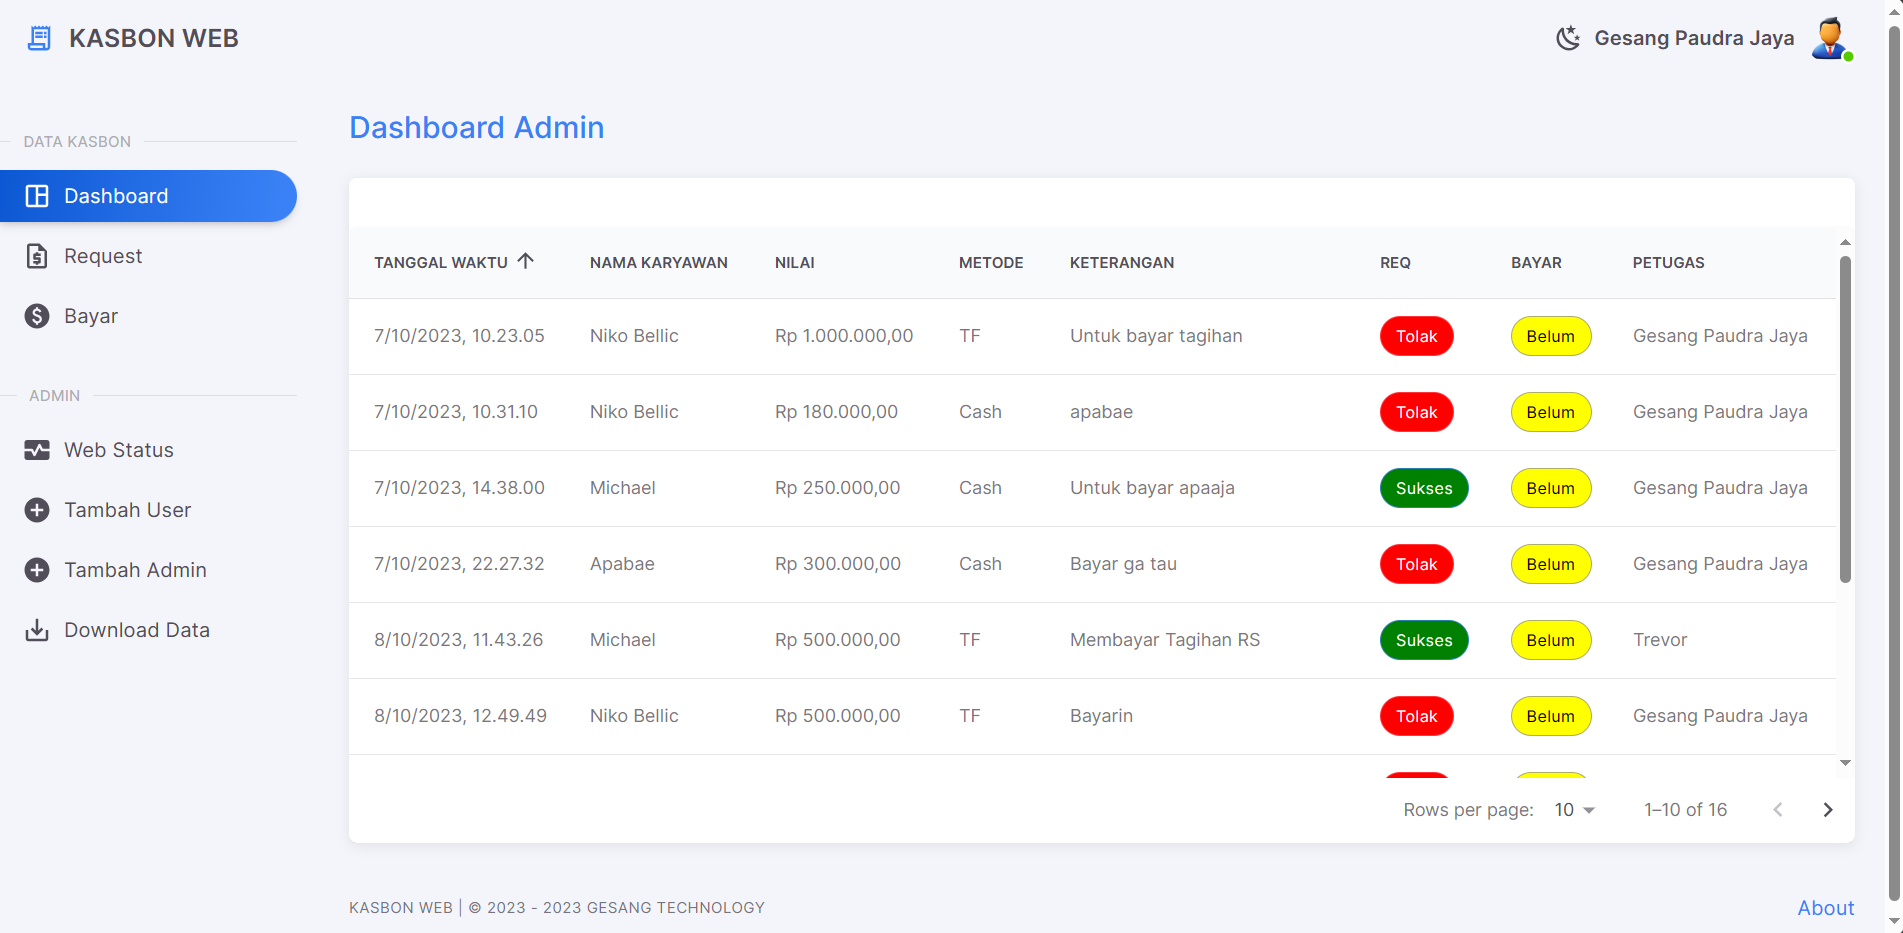 KASBON WEB
Gesang Paudra Jaya
DATA KASBON
Dashboard
Request
Bayar
ADMIN
Web Status
Tambah User
Tambah Admin
Download Data
Dashboard Admin
TANGGAL WAKTU NAMA KARYAWAN NILAI METODE KETERANGAN REQ BAYAR PETUGAS
7/10/2023, 10.23.05 Niko Bellic Rp 1.000.000,00 TF Untuk bayar tagihan Tolak Belum Gesang Paudra Jaya
7/10/2023, 10.31.10 Niko Bellic Rp 180.000,00 Cash apabae Tolak Belum Gesang Paudra Jaya
7/10/2023, 14.38.00 Michael Rp 250.000,00 Cash Untuk bayar apaaja Sukses Belum Gesang Paudra Jaya
7/10/2023, 22.27.32 Apabae Rp 300.000,00 Cash Bayar ga tau Tolak Belum Gesang Paudra Jaya
8/10/2023, 11.43.26 Michael Rp 500.000,00 TF Membayar Tagihan RS Sukses Belum Trevor
8/10/2023, 12.49.49 Niko Bellic Rp 500.000,00 TF Bayarin Tolak Belum Gesang Paudra Jaya
Rows per page: 10 1–10 of 16
KASBON WEB | © 2023 - 2023 GESANG TECHNOLOGY
About